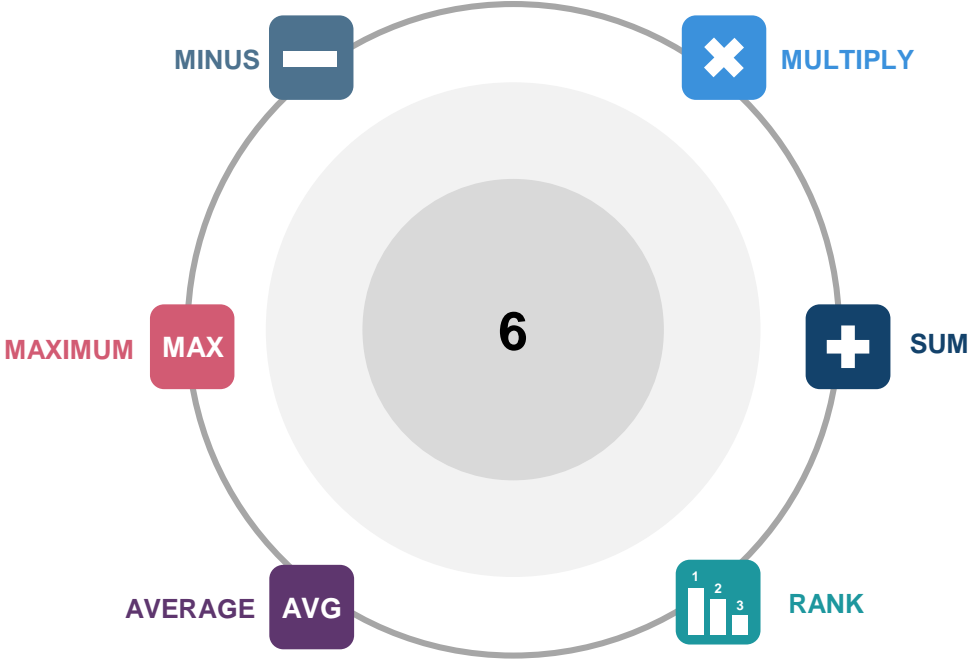 MINUS
MULTIPLY
MAXIMUM
MAX
6
SUM
AVERAGE
AVG
1
2
3
RANK